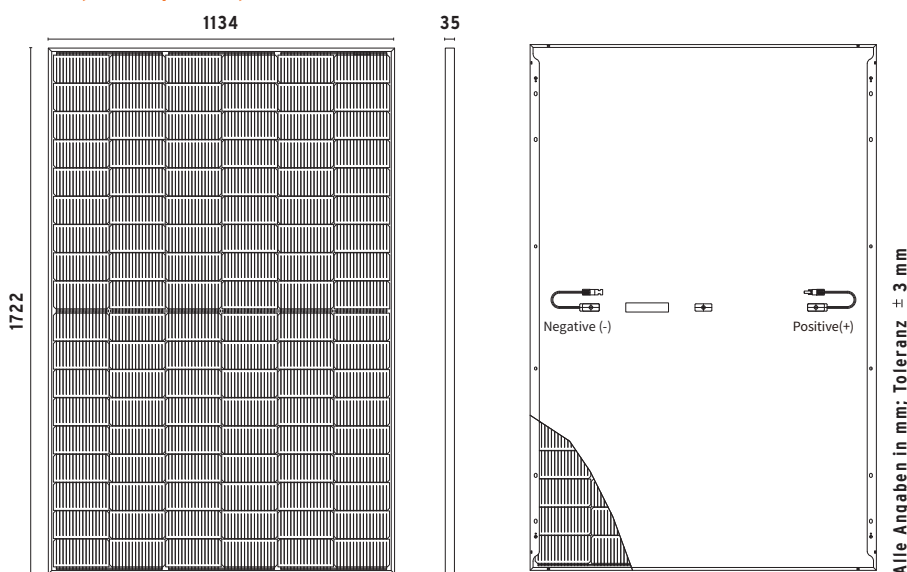 1134
35
1722
Negative (-)
Positive(+)
Alle Angaben in mm; Toleranz ± 3 mm